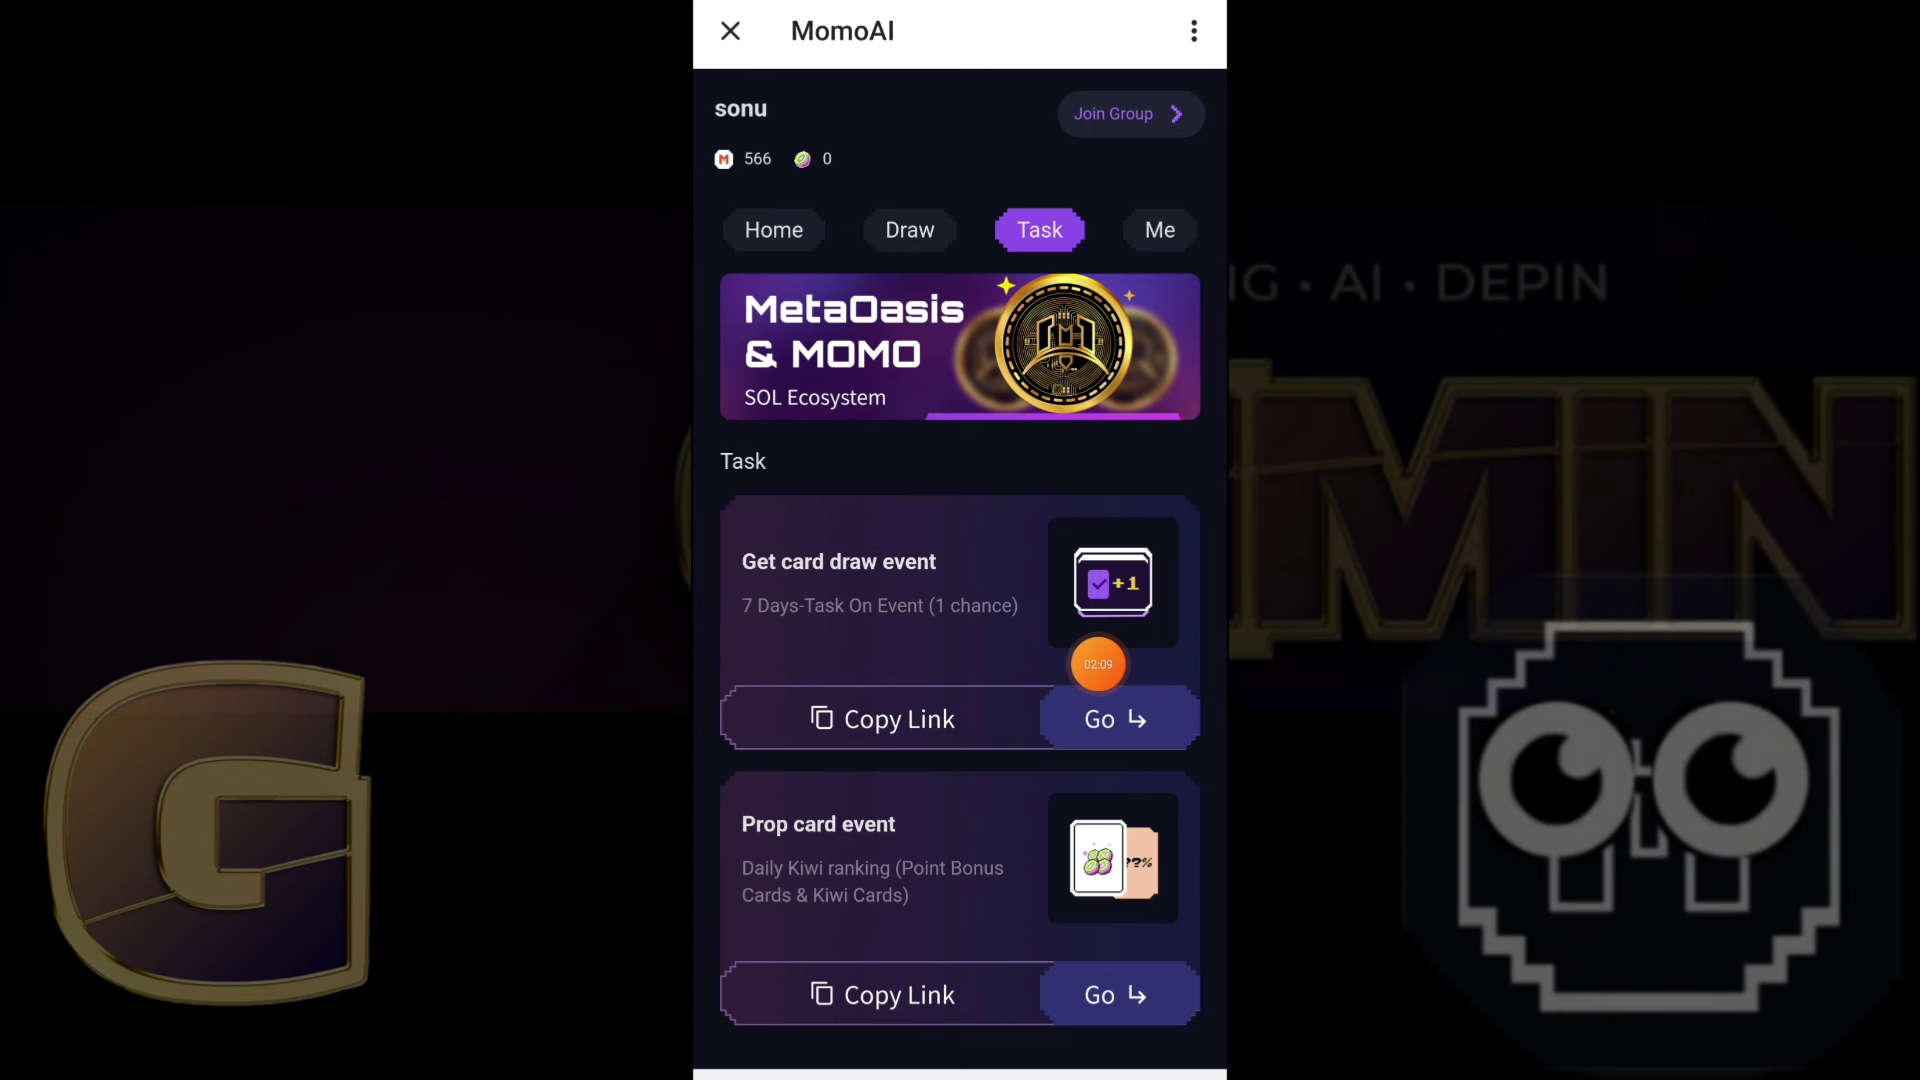 MomoAI
sonu
Join Group
M 566 0
Home Draw Task Me
MetaOasis
& MOMO
SOL Ecosystem
NG • AI • DEPIN
Task
Get card draw event
7 Days-Task On Event (1 chance)
+1
02:09
Copy Link Go
Prop card event
Daily Kiwi ranking (Point Bonus
Cards & Kiwi Cards)
??%
Copy Link Go
G
MIN